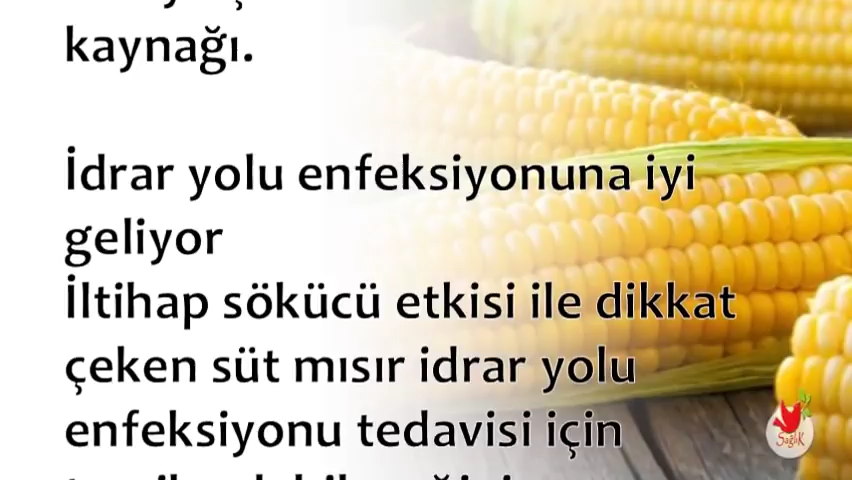 kaynağı.
İdrar yolu enfeksiyonuna iyi
geliyor
İltihap sökücü etkisi ile dikkat
çeken süt mısır idrar yolu
enfeksiyonu tedavisi için
Sağlık